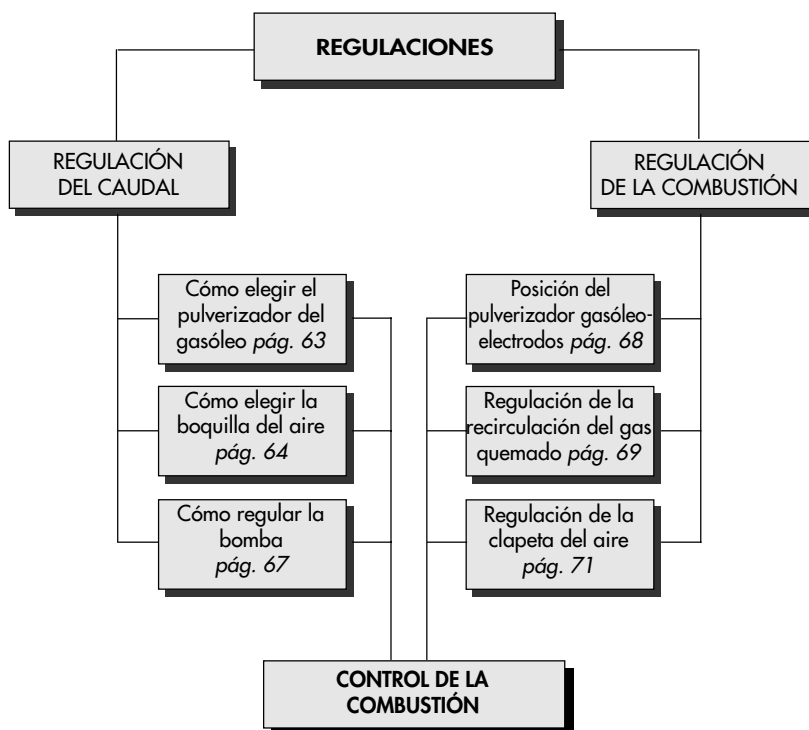 REGULACIONES
REGULACIÓN
DEL CAUDAL
REGULACIÓN
DE LA COMBUSTIÓN
Cómo elegir el
pulverizador del
gasóleo pág. 63
Posición del
pulverizador gasóleo-
electrodos pág. 68
Cómo elegir la
boquilla del aire
pág. 64
Regulación de la
recirculación del gas
quemado pág. 69
Cómo regular la
bomba
pág. 67
Regulación de la
clapeta del aire
pág. 71
CONTROL DE LA
COMBUSTIÓN